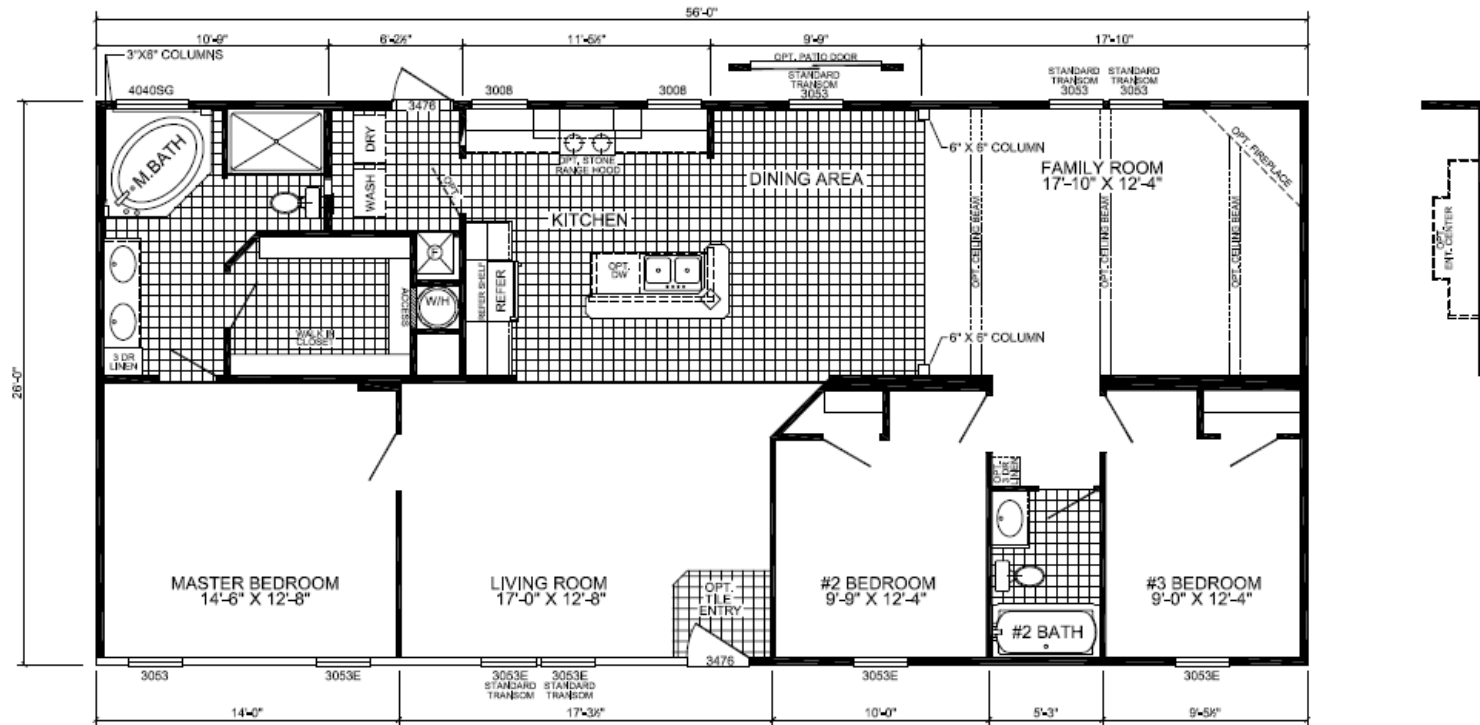 56'-0"
10'-9"
6'-2½"
11'-5½"
9'-9"
17'-10"
3"X6" COLUMNS
OPT. PATIO DOOR
STANDARD
TRANSOM
3053
STANDARD
TRANSOM
3053
STANDARD
TRANSOM
3053
4040SG
3476
3008
3008
M.BATH
DRY
WASH
OPT.
OPT. STONE
RANGE HOOD
DINING AREA
6" X 6" COLUMN
FAMILY ROOM
17'-10" X 12'-4"
OPT. FIREPLACE
KITCHEN
OPT. CEILING BEAM
OPT. CEILING BEAM
OPT. CEILING BEAM
OPT.
ENT. CENTER
F
OPT.
DW
REFER SHELF
REFER
W/H
ACCESS
WALK IN
CLOSET
3 DR
LINEN
6" X 6" COLUMN
26'-0"
OPT.
3 DR
LINEN
MASTER BEDROOM
14'-6" X 12'-8"
LIVING ROOM
17'-0" X 12'-8"
OPT.
TILE
ENTRY
#2 BEDROOM
9'-9" X 12'-4"
#3 BEDROOM
9'-0" X 12'-4"
#2 BATH
3053
3053E
3053E
STANDARD
TRANSOM
3053E
STANDARD
TRANSOM
3476
3053E
3053E
14'-0"
17'-3½"
10'-0"
5'-3"
9'-5½"